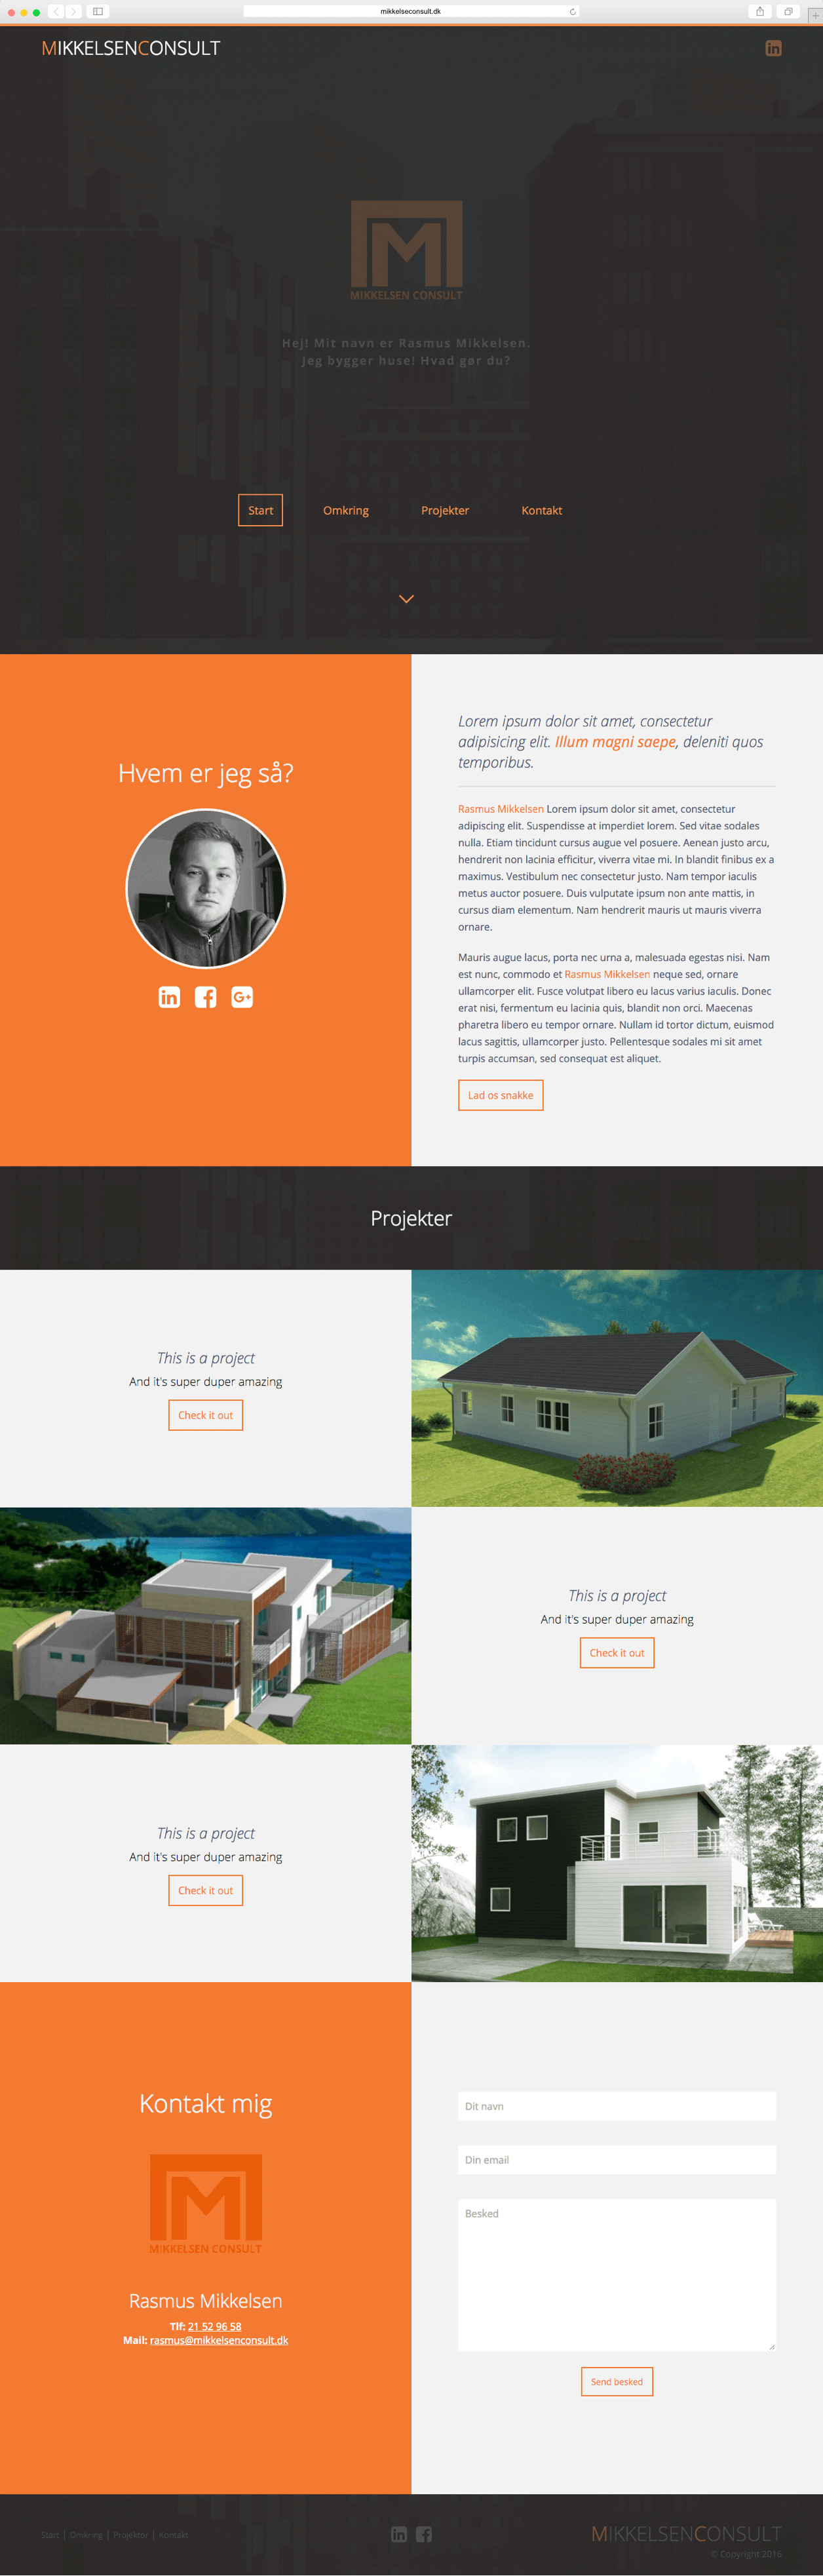 mikkelseconsult.dk
MIKKELSENCONSULT
MIKKELSEN CONSULT
Hej! Mit navn er Rasmus Mikkelsen.
Jeg bygger huse! Hvad gør du?
Start
Omkring
Projekter
Kontakt
Hvem er jeg så?
Lorem ipsum dolor sit amet, consectetur
adipisicing elit. Illum magni saepe, deleniti quos
temporibus.
Rasmus Mikkelsen Lorem ipsum dolor sit amet, consectetur
adipiscing elit. Suspendisse at imperdiet lorem. Sed vitae sodales
nulla. Etiam tincidunt cursus augue vel posuere. Aenean justo arcu,
hendrerit non lacinia efficitur, viverra vitae mi. In blandit finibus ex a
maximus. Vestibulum nec consectetur justo. Nam tempor iaculis
metus auctor posuere. Duis vulputate ipsum non ante mattis, in
cursus diam elementum. Nam hendrerit mauris ut mauris viverra
ornare.
Mauris augue lacus, porta nec urna a, malesuada egestas nisi. Nam
est nunc, commodo et Rasmus Mikkelsen neque sed, ornare
ullamcorper elit. Fusce volutpat libero eu lacus varius iaculis. Donec
erat nisi, fermentum eu lacinia quis, blandit non orci. Maecenas
pharetra libero eu tempor ornare. Nullam id tortor dictum, euismod
lacus sagittis, ullamcorper justo. Pellentesque sodales mi sit amet
turpis accumsan, sed consequat est aliquet.
Lad os snakke
Projekter
This is a project
And it's super duper amazing
Check it out
This is a project
And it's super duper amazing
Check it out
This is a project
And it's super duper amazing
Check it out
Kontakt mig
MIKKELSEN CONSULT
Rasmus Mikkelsen
Tlf: 21 52 96 58
Mail: rasmus@mikkelsenconsult.dk
Dit navn
Din email
Besked
Send besked
Start | Omkring | Projekter | Kontakt
MIKKELSENCONSULT
© Copyright 2016